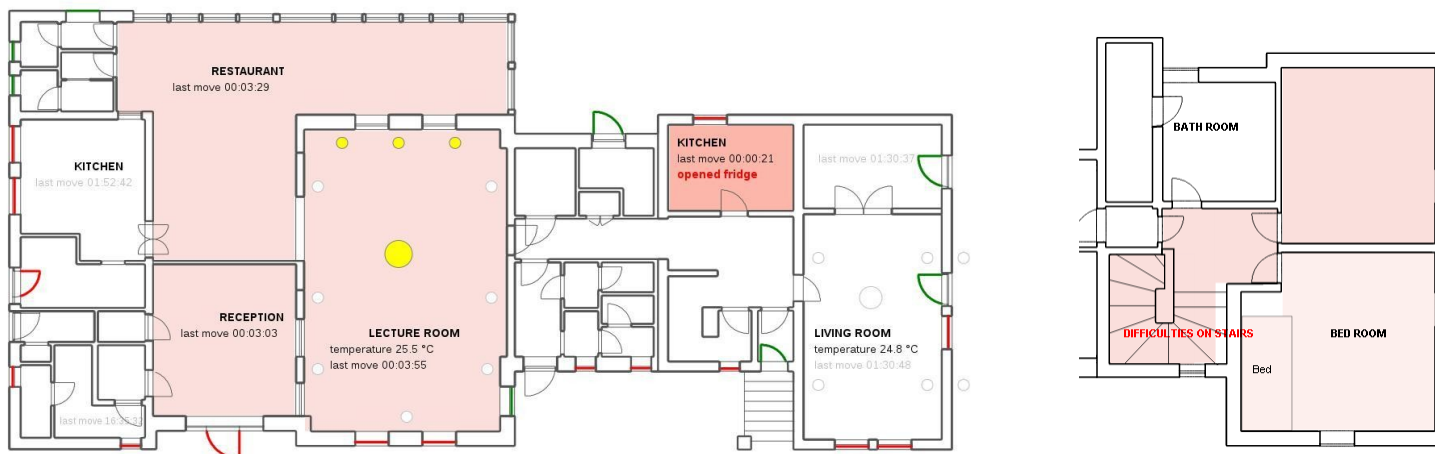 RESTAURANT
last move 00:03:29
KITCHEN
last move 01:52:42
RECEPTION
last move 00:03:03
LECTURE ROOM
temperature 25.5 °C
last move 00:03:55
KITCHEN
last move 00:00:21
opened fridge
last move 01:30:37
LIVING ROOM
temperature 24.8 °C
last move 01:30:48
BATH ROOM
DIFFICULTIES ON STAIRS
BED ROOM
Bed
last move